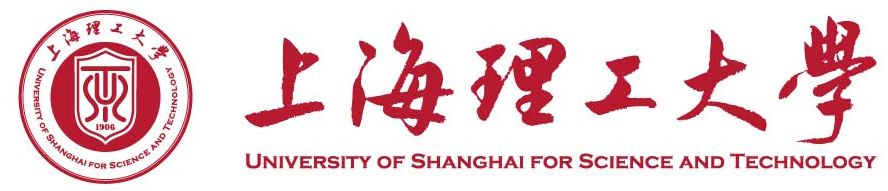 上海理工大學
UNIVERSITY OF SHANGHAI FOR SCIENCE AND TECHNOLOGY
1906
上海理工大學
UNIVERSITY OF SHANGHAI FOR SCIENCE AND TECHNOLOGY